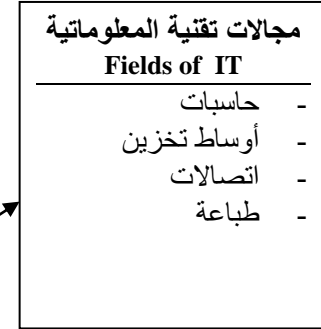 مجالات تقنية المعلوماتية
Fields of IT
- حاسبات
- أوساط تخزين
- اتصالات
- طباعة